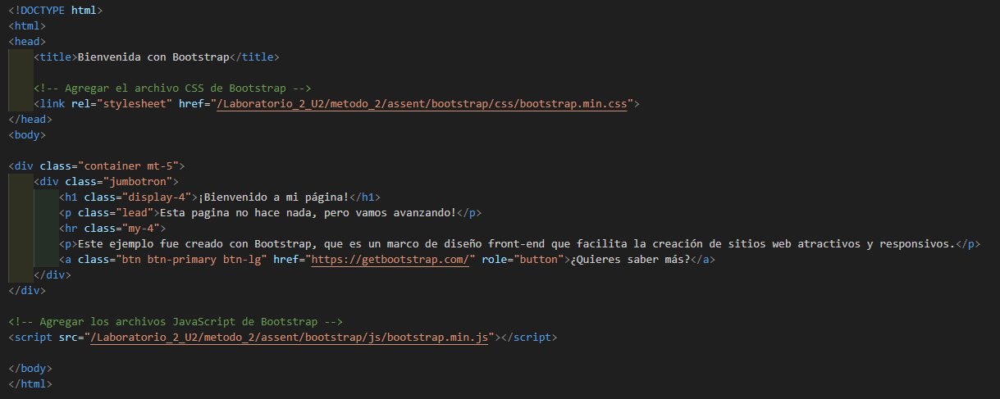 <!DOCTYPE html>
<html>
<head>
    <title>Bienvenida con Bootstrap</title>

    <!-- Agregar el archivo CSS de Bootstrap -->
    <link rel="stylesheet" href="/Laboratorio_2_U2/metodo_2/assent/bootstrap/css/bootstrap.min.css">
</head>
<body>

<div class="container mt-5">
    <div class="jumbotron">
        <h1 class="display-4">¡Bienvenido a mi página!</h1>
        <p class="lead">Esta pagina no hace nada, pero vamos avanzando!</p>
        <hr class="my-4">
        <p>Este ejemplo fue creado con Bootstrap, que es un marco de diseño front-end que facilita la creación de sitios web atractivos y responsivos.</p>
        <a class="btn btn-primary btn-lg" href="https://getbootstrap.com/" role="button">¿Quieres saber más?</a>
    </div>
</div>

<!-- Agregar los archivos JavaScript de Bootstrap -->
<script src="/Laboratorio_2_U2/metodo_2/assent/bootstrap/js/bootstrap.min.js"></script>

</body>
</html>